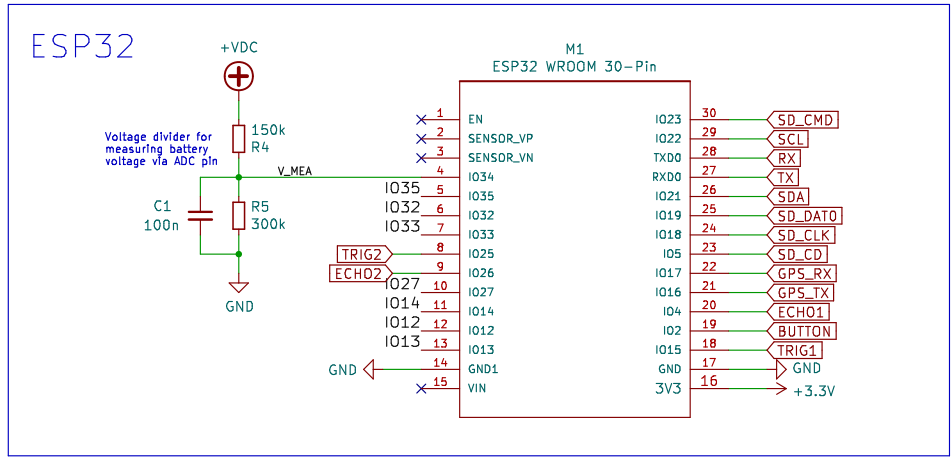 ESP32
+VDC
150k
R4
Voltage divider for
measuring battery
voltage via ADC pin
V_MEA
C1
100n
R5
300k
GND
M1
ESP32 WROOM 30-Pin
1 EN
2 SENSOR_VP
3 SENSOR_VN
4 IO34
IO35 5 IO35
IO32 6 IO32
IO33 7 IO33
TRIG2 8 IO25
ECHO2 9 IO26
IO27 10 IO27
IO14 11 IO14
IO12 12 IO12
IO13 13 IO13
GND 14 GND1
15 VIN
IO23 30 SD_CMD
IO22 29 SCL
TXD0 28 RX
RXD0 27 TX
IO21 26 SDA
IO19 25 SD_DAT0
IO18 24 SD_CLK
IO5 23 SD_CD
IO17 22 GPS_RX
IO16 21 GPS_TX
IO4 20 ECHO1
IO2 19 BUTTON
IO15 18 TRIG1
GND 17 GND
3V3 16 +3.3V